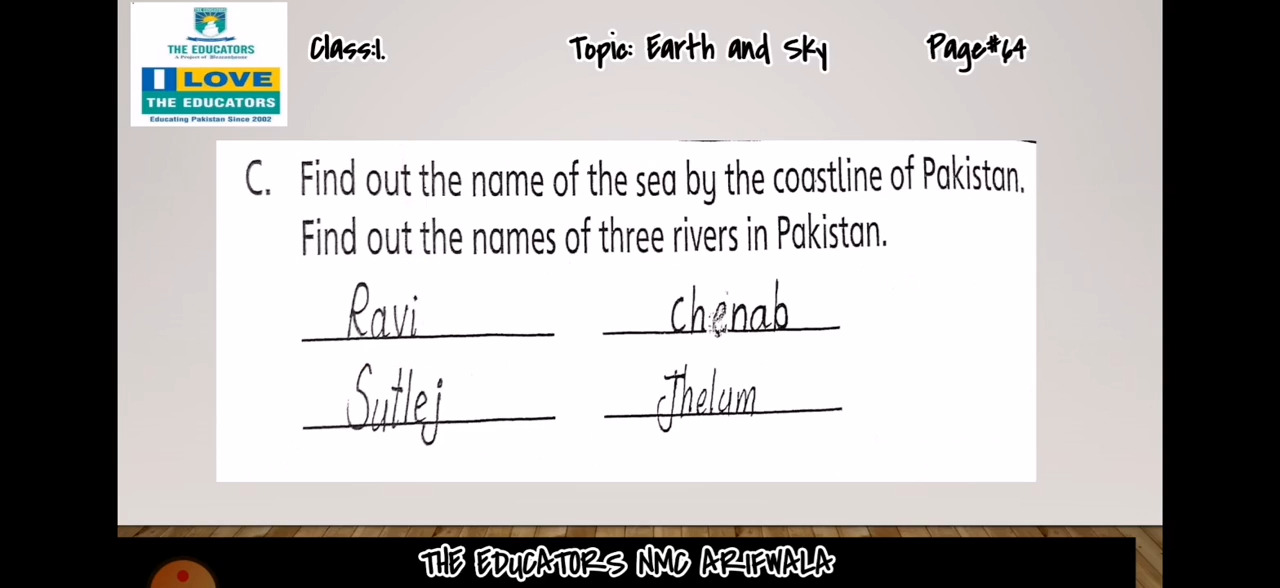 THE EDUCATORS
A Project of Beaconhouse
I LOVE
THE EDUCATORS
Educating Pakistan Since 2002
Class:1.
Topic: Earth and Sky
Page#64
C. Find out the name of the sea by the coastline of Pakistan.
Find out the names of three rivers in Pakistan.
Ravi
Chenab
Sutlej
Jhelum
THE EDUCATORS NMC ARIFWALA